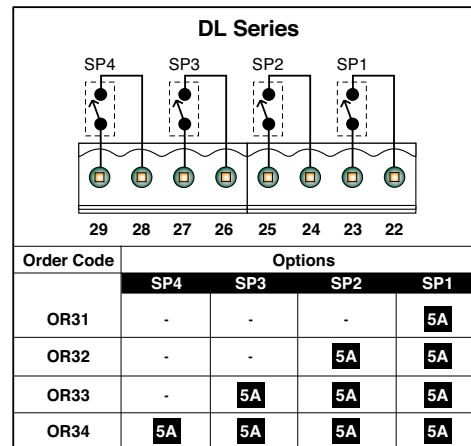 DL Series
SP4 SP3 SP2 SP1
29 28 27 26 25 24 23 22
Order Code Options
SP4 SP3 SP2 SP1
OR31 - - - 5A
OR32 - - 5A 5A
OR33 - 5A 5A 5A
OR34 5A 5A 5A 5A